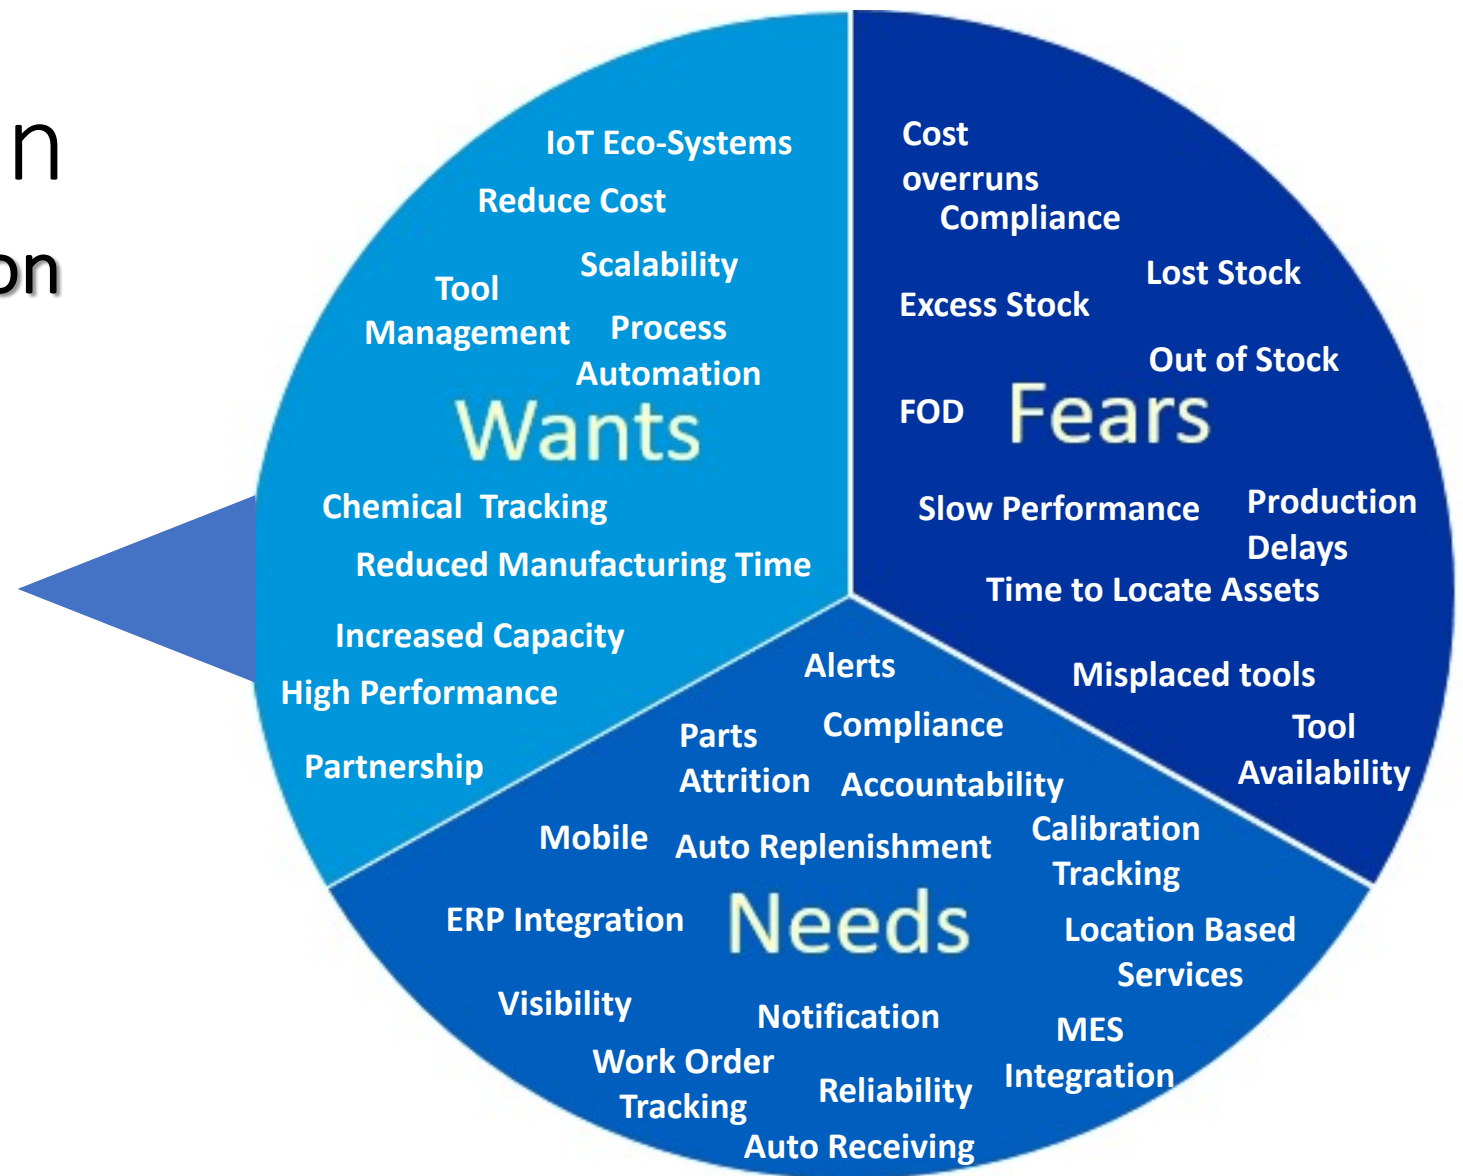 n
on
IoT Eco-Systems
Reduce Cost
Scalability
Tool
Management
Process
Automation
Wants
Chemical  Tracking
Reduced Manufacturing Time
Increased Capacity
High Performance
Partnership
Cost
overruns
Compliance
Lost Stock
Excess Stock
Out of Stock
FOD
Fears
Slow Performance
Production
Delays
Time to Locate Assets
Misplaced tools
Tool
Availability
Alerts
Compliance
Parts
Attrition
Accountability
Mobile
Auto Replenishment
Calibration
Tracking
ERP Integration
Needs
Location Based
Services
Visibility
Notification
MES
Integration
Work Order
Tracking
Reliability
Auto Receiving